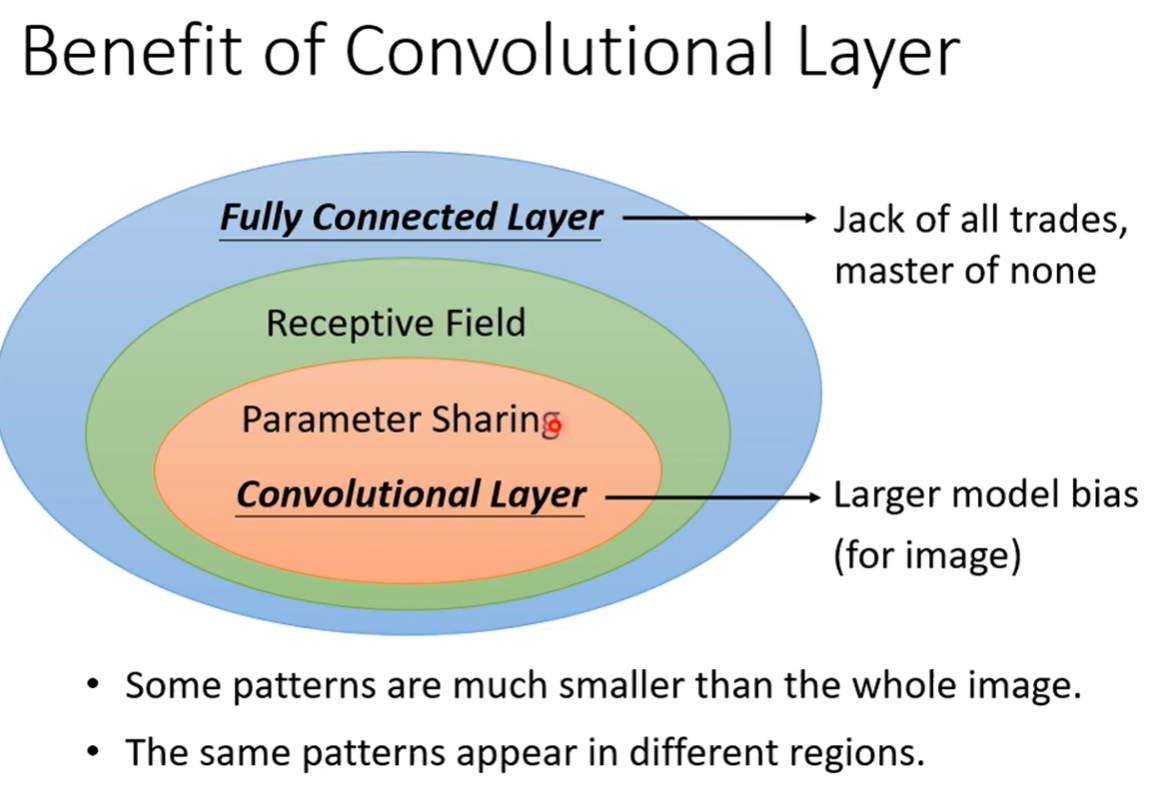 Benefit of Convolutional Layer
Fully Connected Layer
Jack of all trades,
master of none
Receptive Field
Parameter Sharing
Convolutional Layer
Larger model bias
(for image)
• Some patterns are much smaller than the whole image.
• The same patterns appear in different regions.